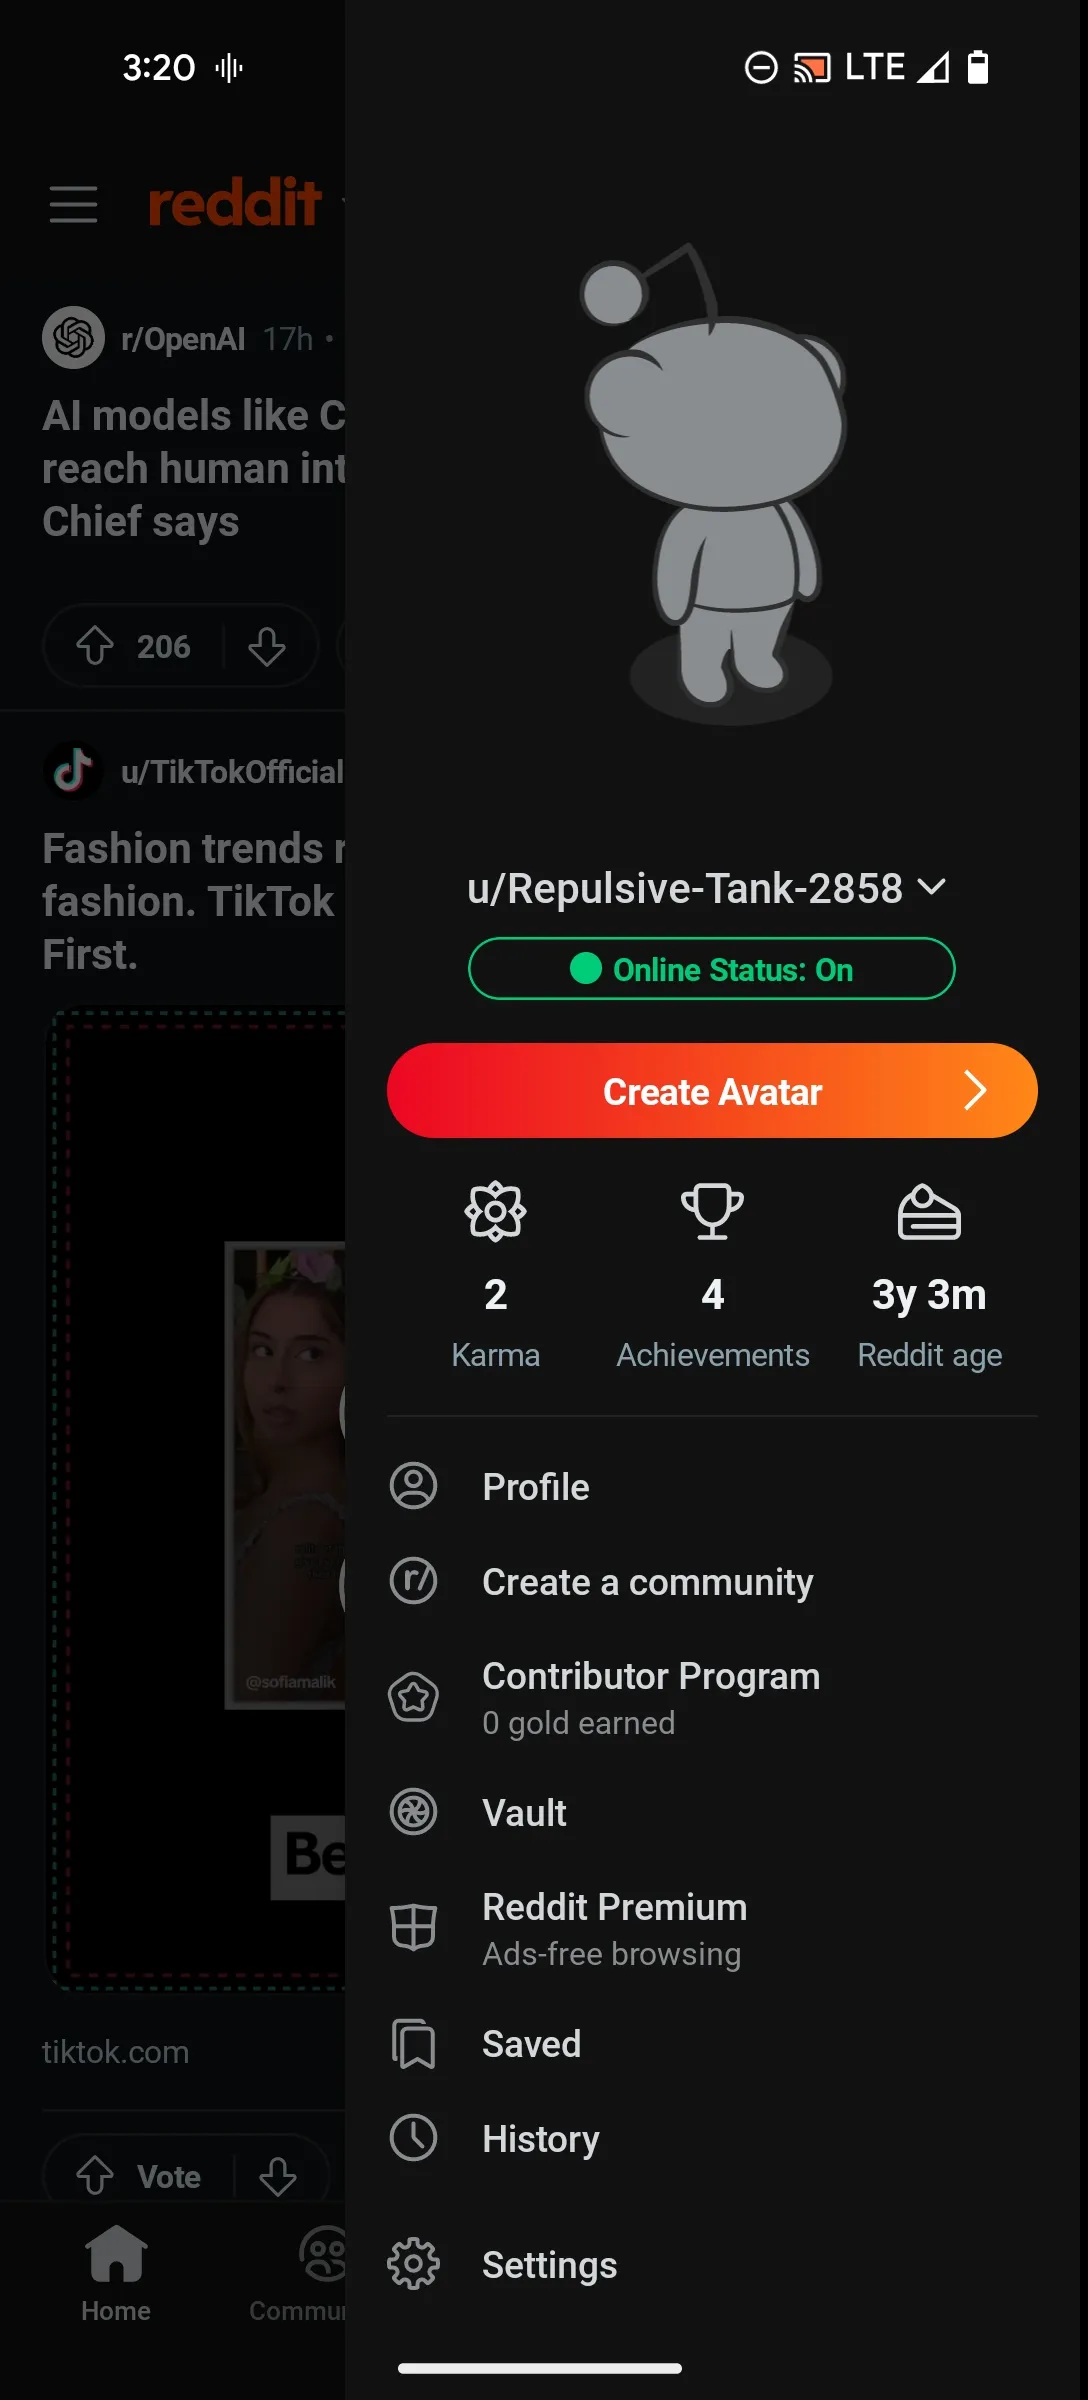 3:20
LTE
reddit
r/OpenAI 17h •
AI models like C
reach human int
Chief says
206
u/TikTokOfficial
Fashion trends r
fashion. TikTok
First.
@sofiamalik
Be
tiktok.com
Vote
Home
Commun
u/Repulsive-Tank-2858
Online Status: On
Create Avatar
2
Karma
4
Achievements
3y 3m
Reddit age
Profile
r/
Create a community
Contributor Program
0 gold earned
Vault
Reddit Premium
Ads-free browsing
Saved
History
Settings